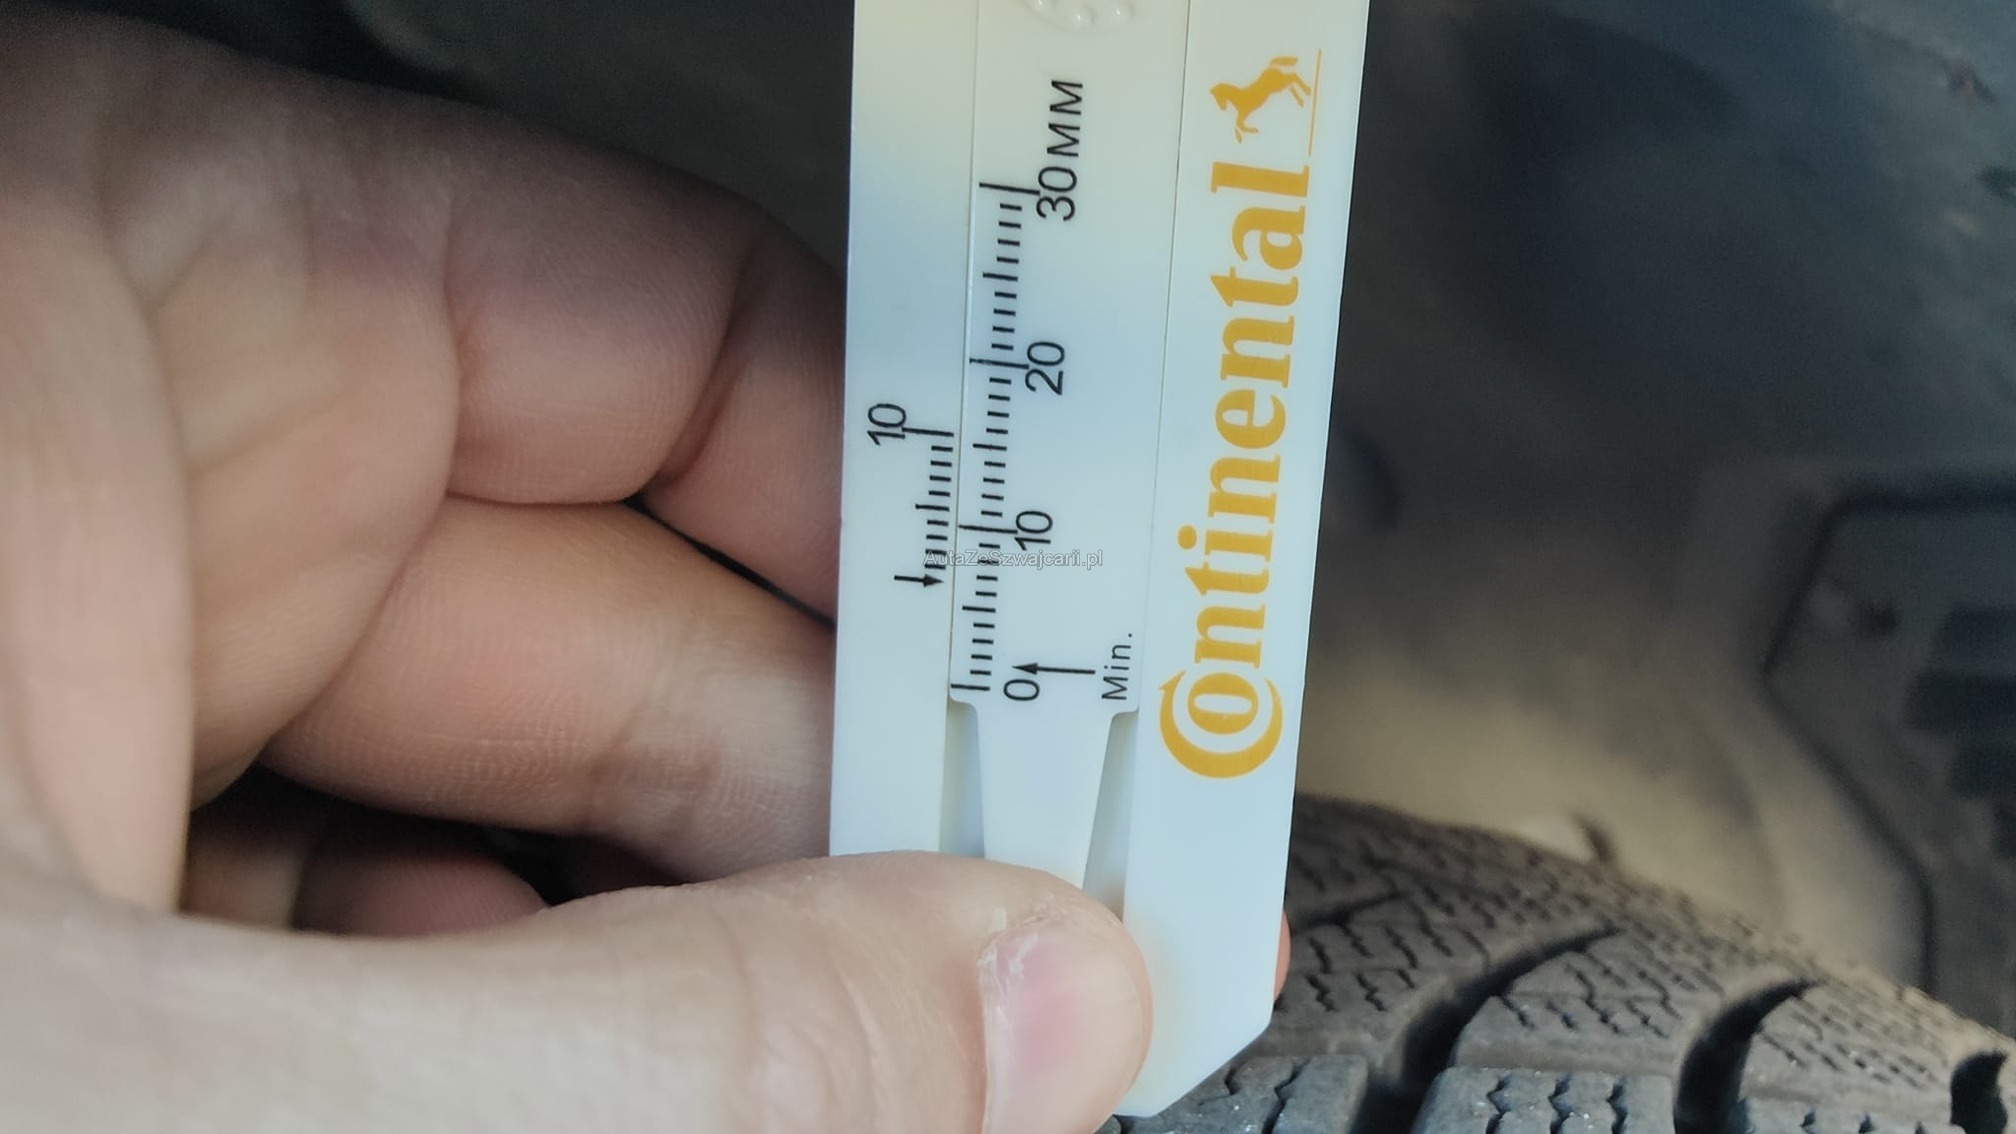 Continental
30MM
20
10
0
Min.
10
AutaZeSzwajcarii.pl